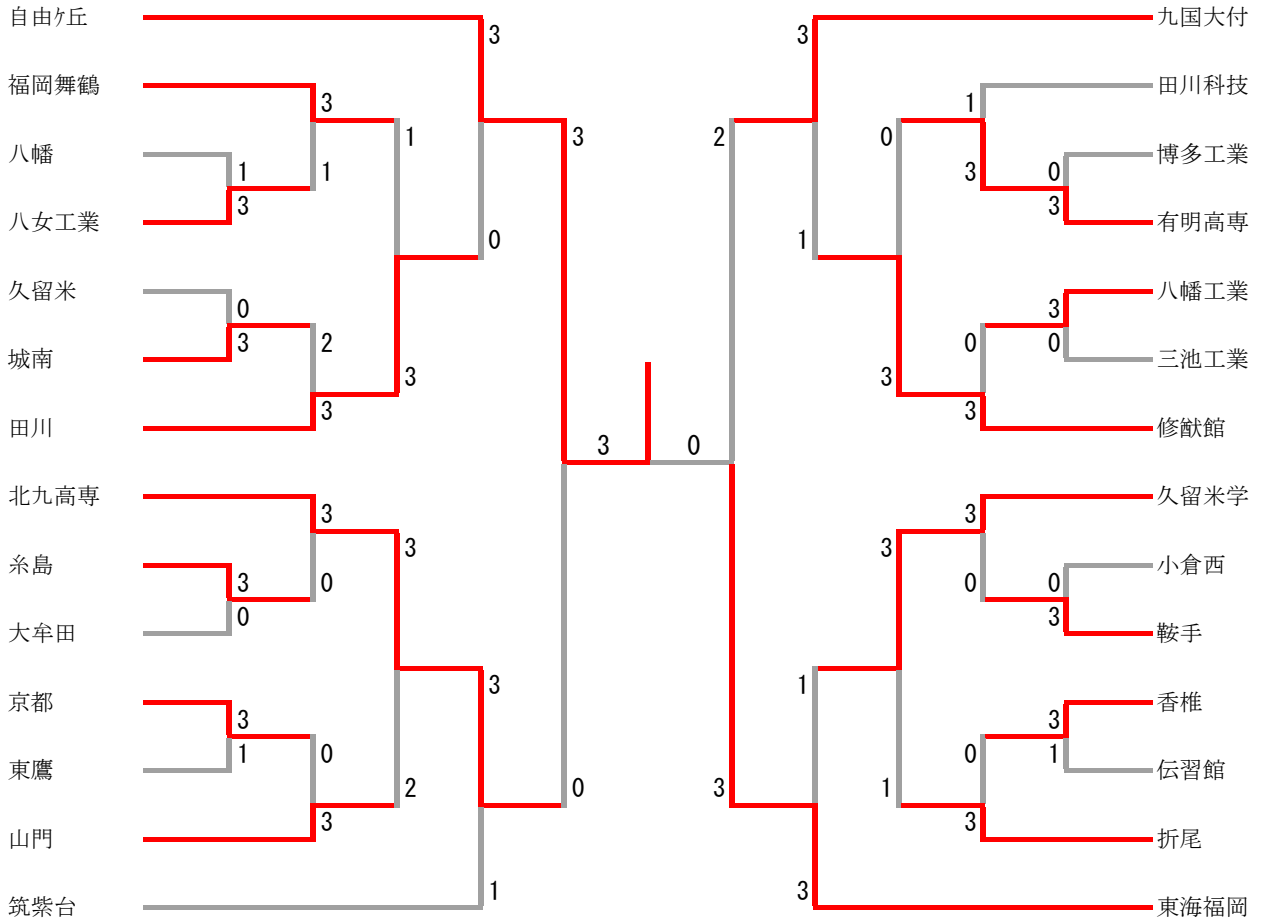 自由ケ丘
3
3
九国大付
福岡舞鶴
3
1
田川科技
1
3
2
0
八幡
1
1
3
0
博多工業
八女工業
3
3
有明高専
0
1
久留米
0
3
八幡工業
城南
3
2
0
0
三池工業
3
3
田川
3
3
修猷館
3
0
北九高専
3
3
久留米学
3
3
糸島
3
0
0
0
小倉西
大牟田
0
3
鞍手
3
1
京都
3
3
香椎
東鷹
1
0
0
1
伝習館
2
0
3
1
山門
3
3
折尾
筑紫台
1
3
東海福岡